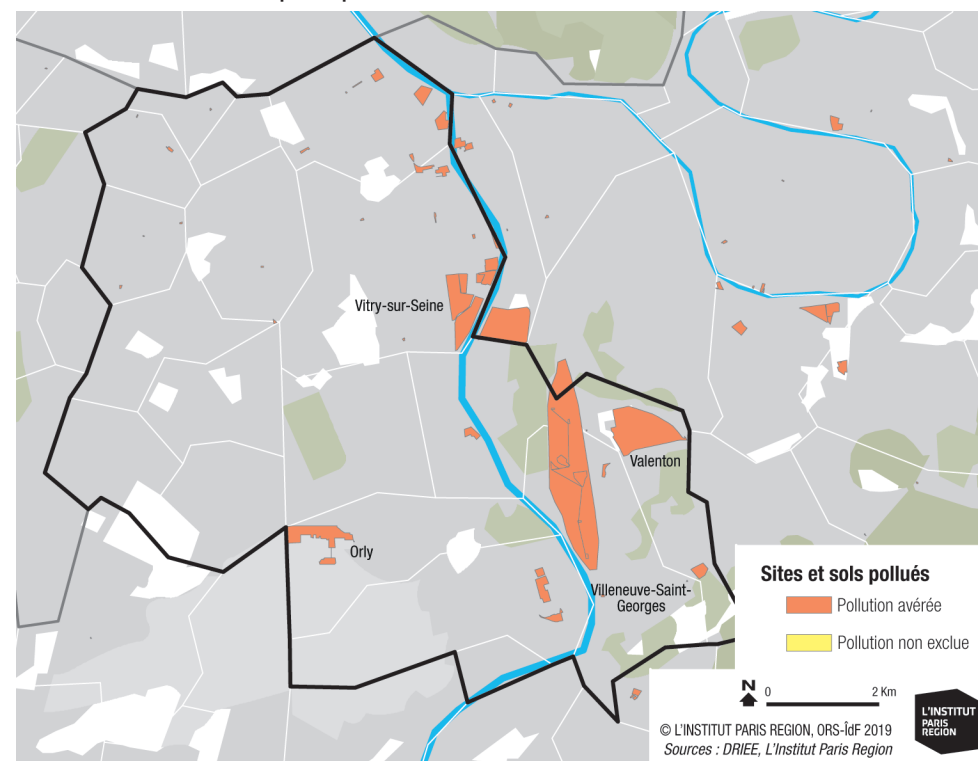 Vitry-sur-Seine
Valenton
Orly
Villeneuve-Saint-
Georges
Sites et sols pollués
Pollution avérée
Pollution non exclue
N
0 2 Km
© L'INSTITUT PARIS REGION, ORS-ÎdF 2019
Sources : DRIEE, L'Institut Paris Region
L'INSTITUT
PARIS
REGION